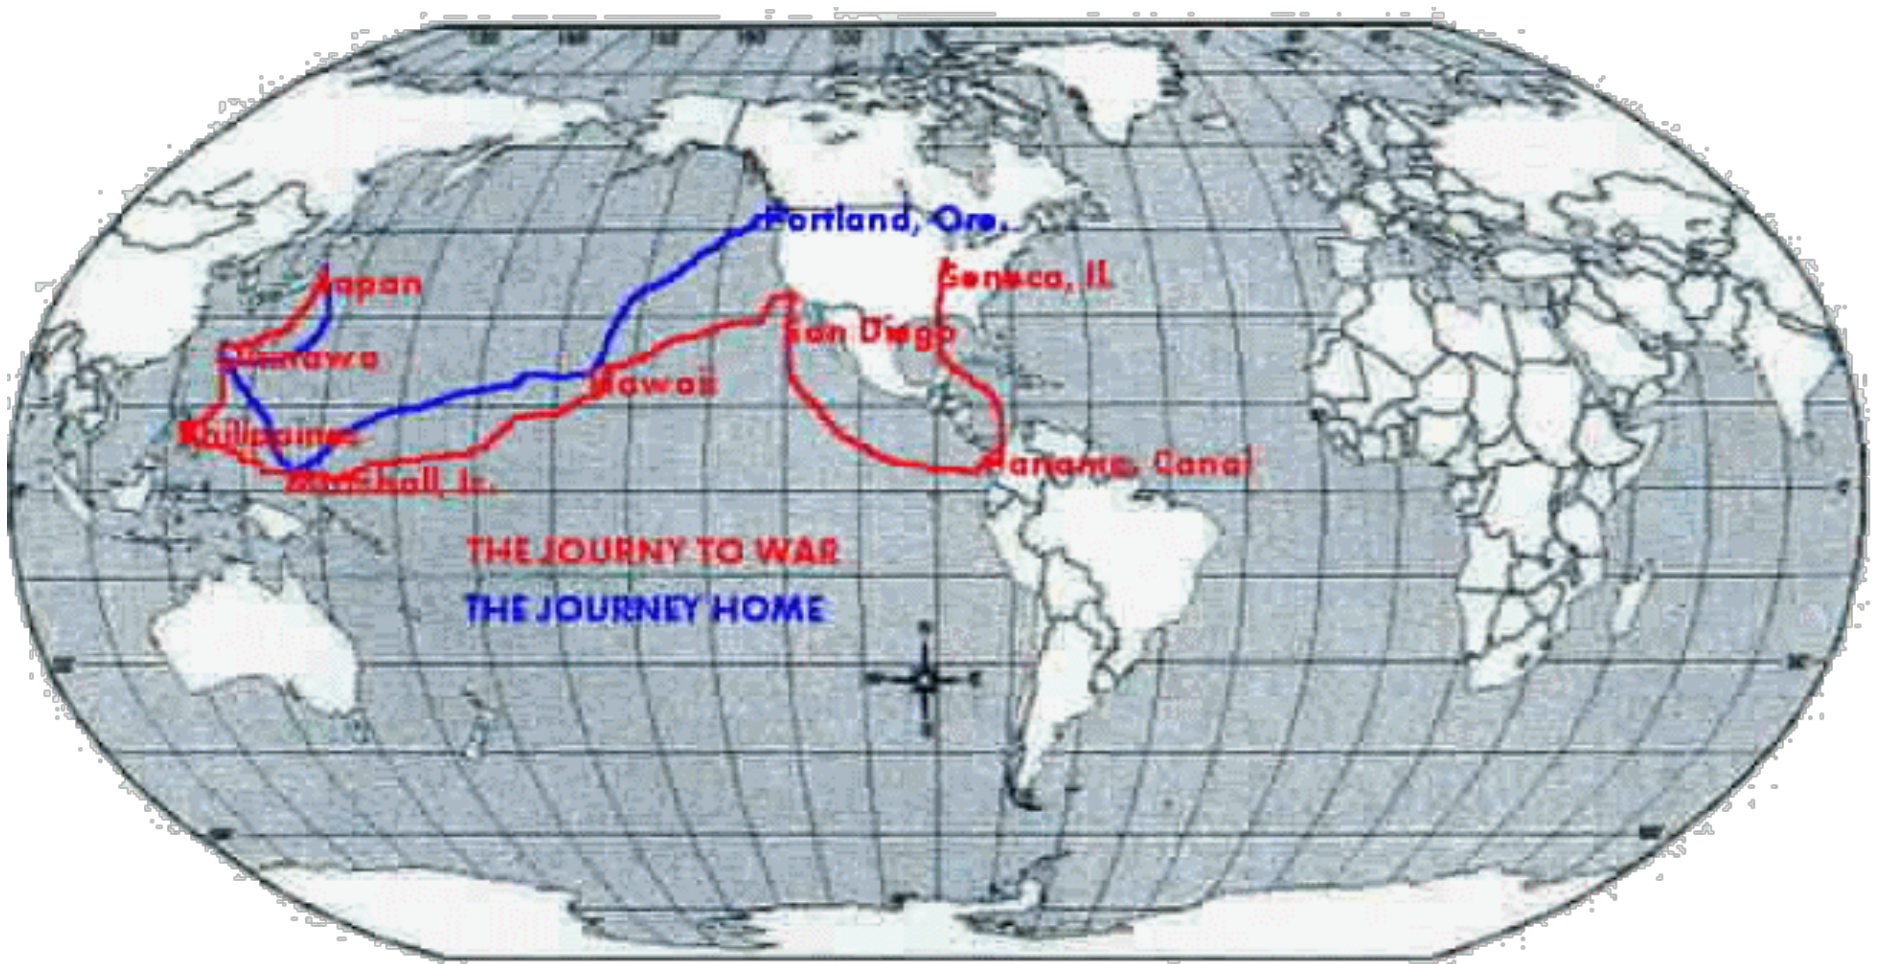 Portland, Ore.
Seneca, Il.
Japan
San Diego
Okinawa
Hawaii
Philippines
Panama, Canal
Marshall, Is.
THE JOURNY TO WAR
THE JOURNEY HOME